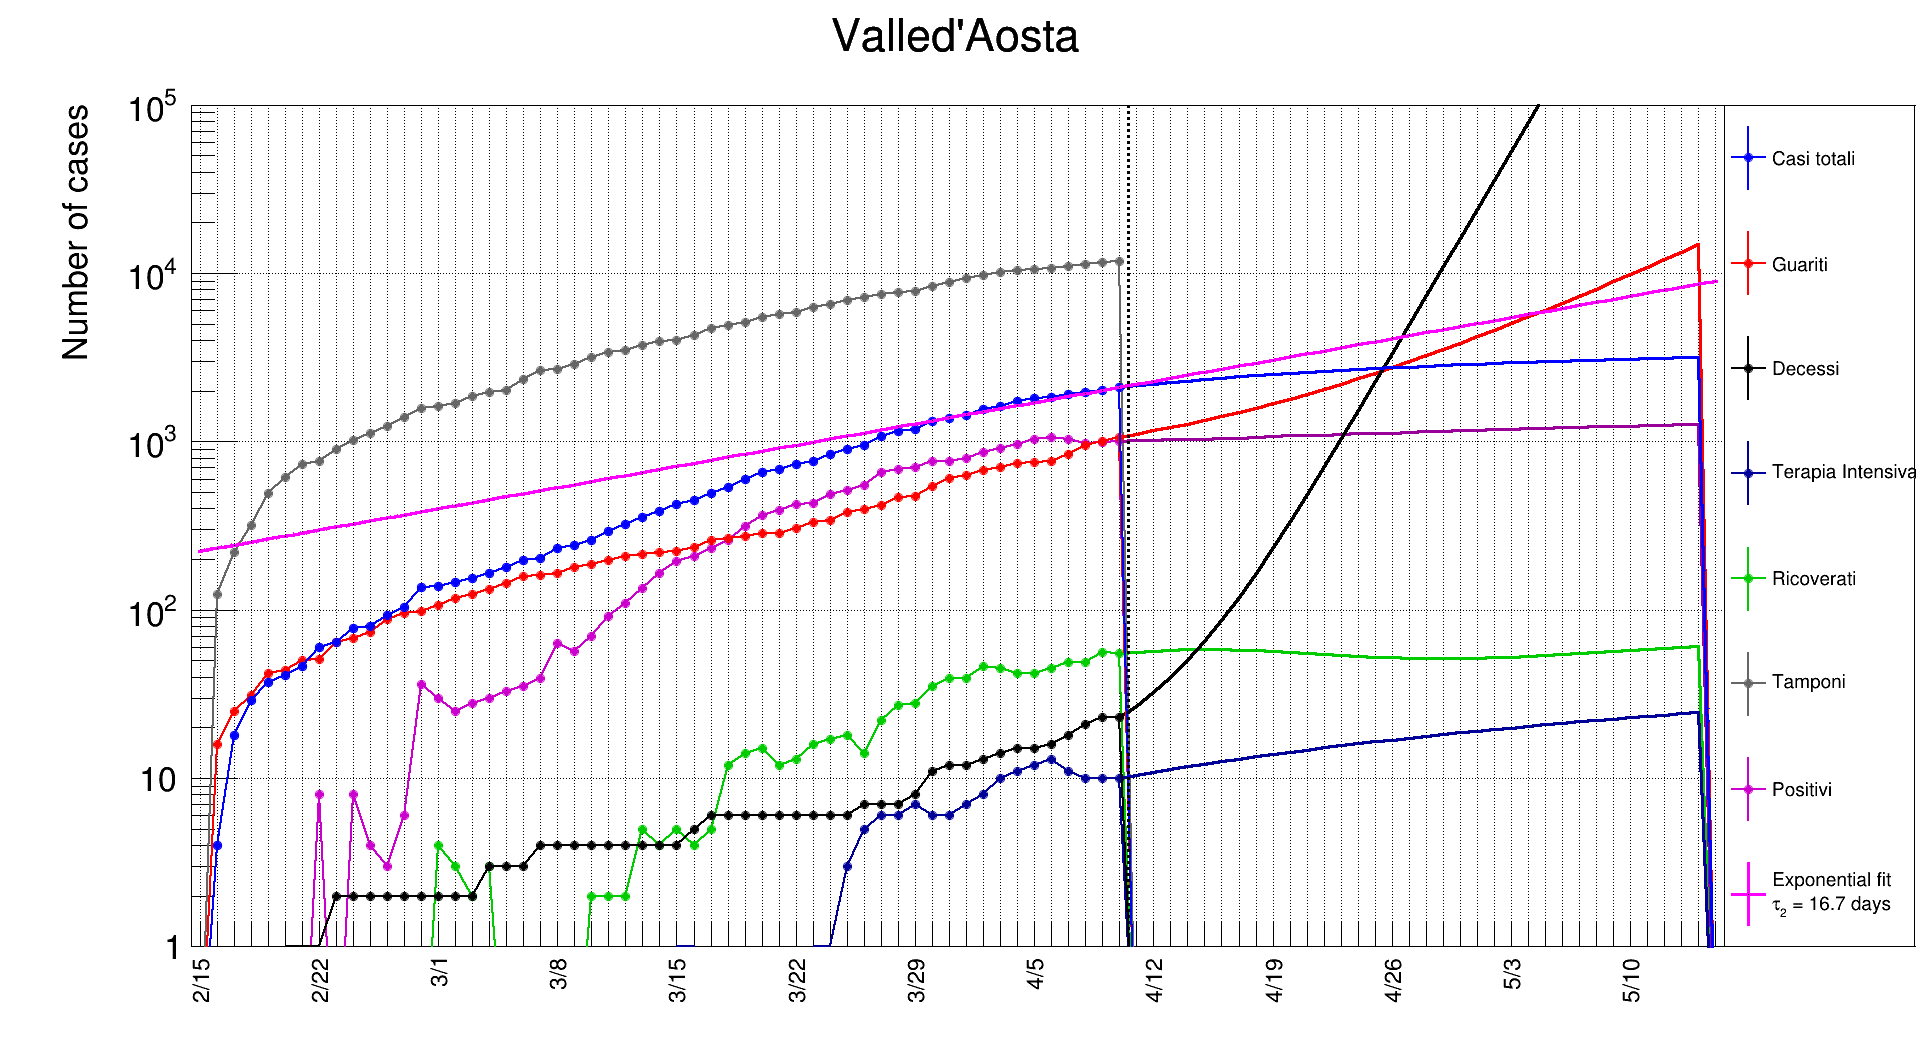 Valled'Aosta
Number of cases
10^5
10^4
10^3
10^2
10
1
2/15
2/22
3/1
3/8
3/15
3/22
3/29
4/5
4/12
4/19
4/26
5/3
5/10
Casi totali
Guariti
Decessi
Terapia Intensiva
Ricoverati
Tamponi
Positivi
Exponential fit
τ_2 = 16.7 days